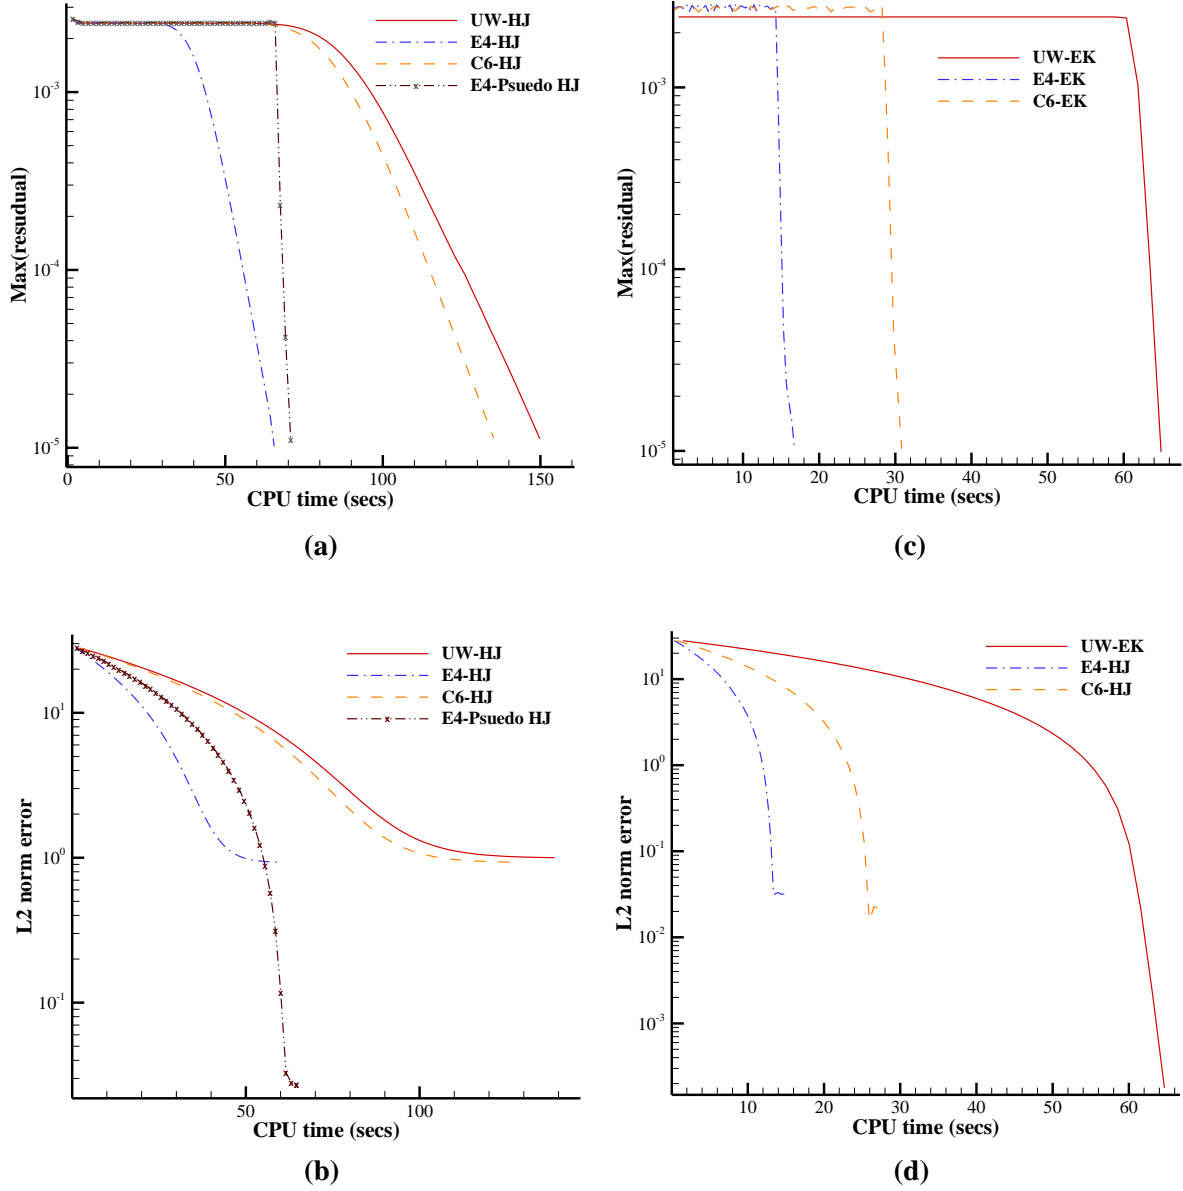 UW-HJ
E4-HJ
C6-HJ
E4-Psuedo HJ
Max(resudual)
10-3
10-4
10-5
0
50
100
150
CPU time (secs)
(a)
UW-EK
E4-EK
C6-EK
Max(residual)
10-3
10-4
10-5
10
20
30
40
50
60
CPU time (secs)
(c)
UW-HJ
E4-HJ
C6-HJ
E4-Psuedo HJ
L2 norm error
101
100
10-1
50
100
CPU time (secs)
(b)
UW-EK
E4-HJ
C6-HJ
L2 norm error
101
100
10-1
10-2
10-3
10
20
30
40
50
60
CPU time (secs)
(d)